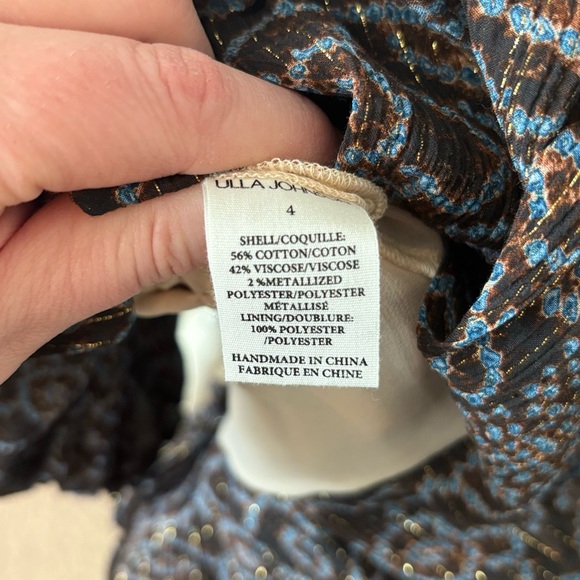 ULLA
4
SHELL/COQUILLE:
56% COTTON/COTON
42% VISCOSE/VISCOSE
2 %METALLIZED
POLYESTER/POLYESTER
MÉTALLISÉ
LINING/DOUBLURE:
100% POLYESTER
/POLYESTER
HANDMADE IN CHINA
FABRIQUE EN CHINE